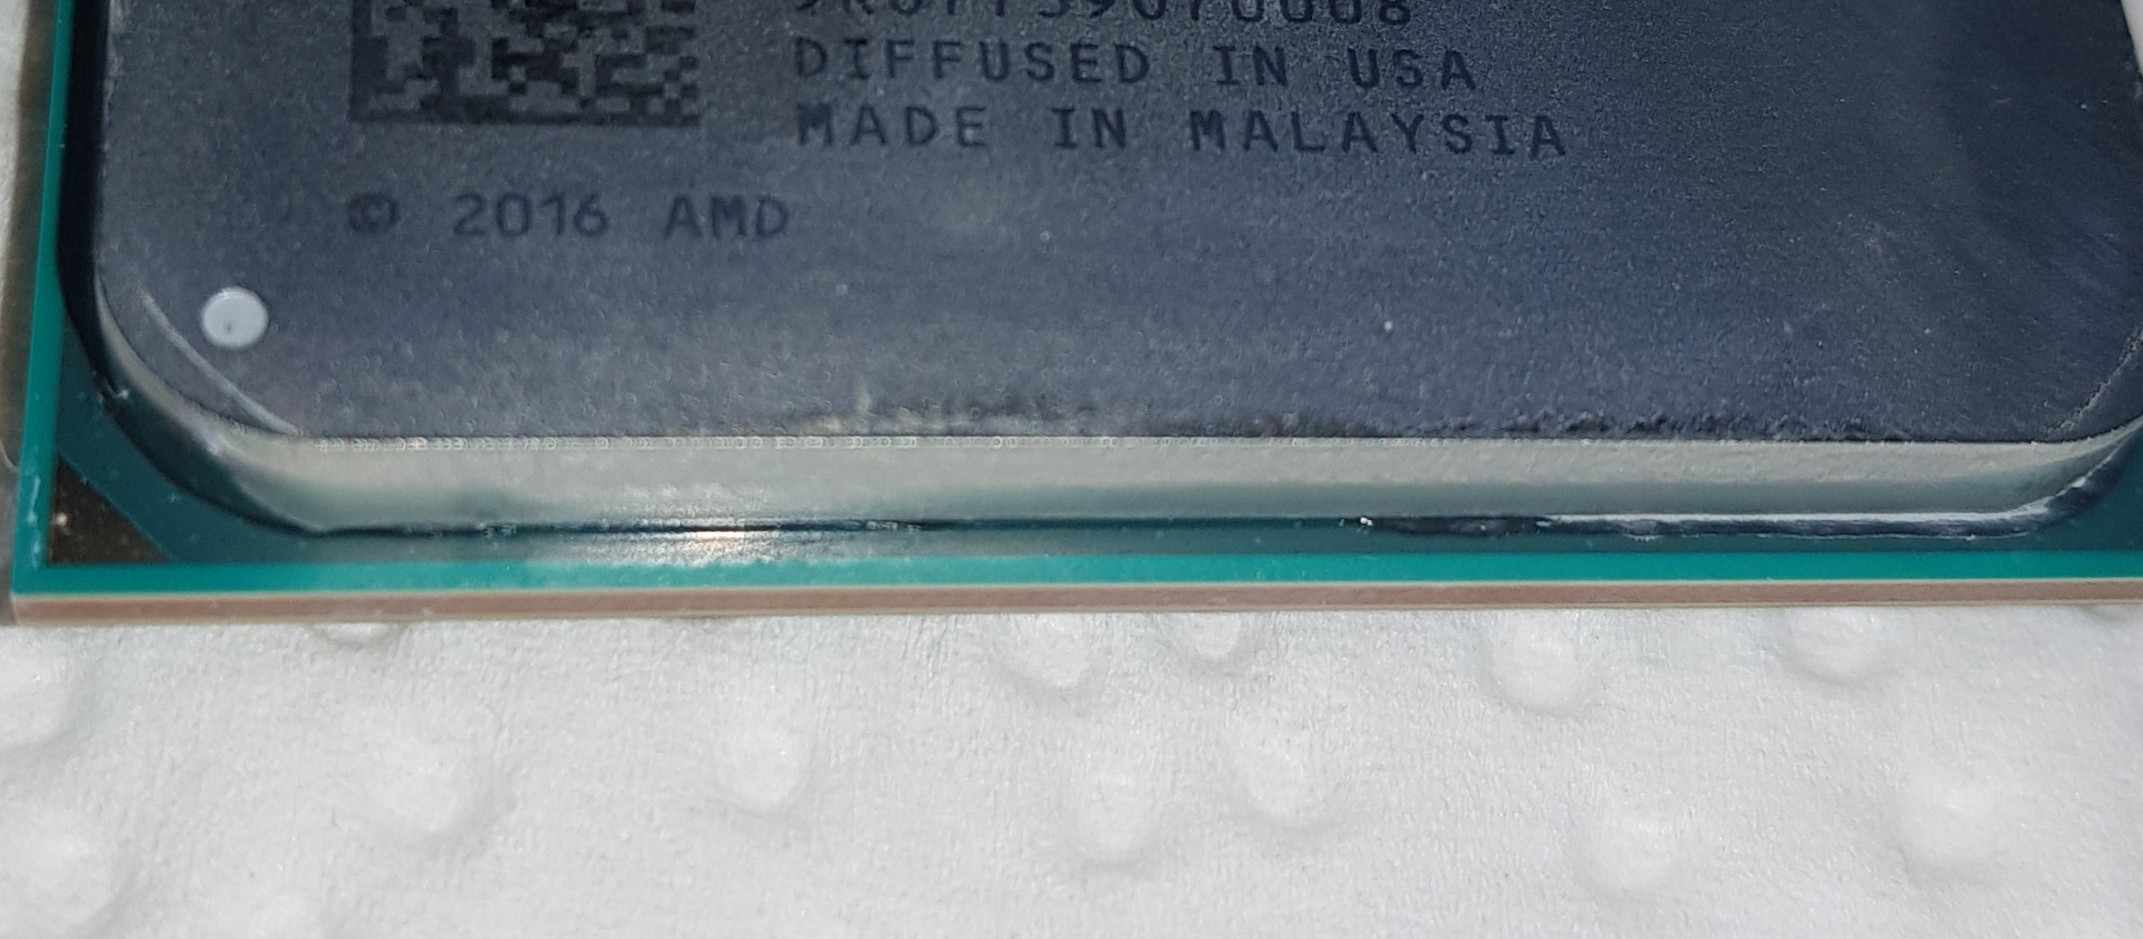 DIFFUSED IN USA
MADE IN MALAYSIA
© 2016 AMD